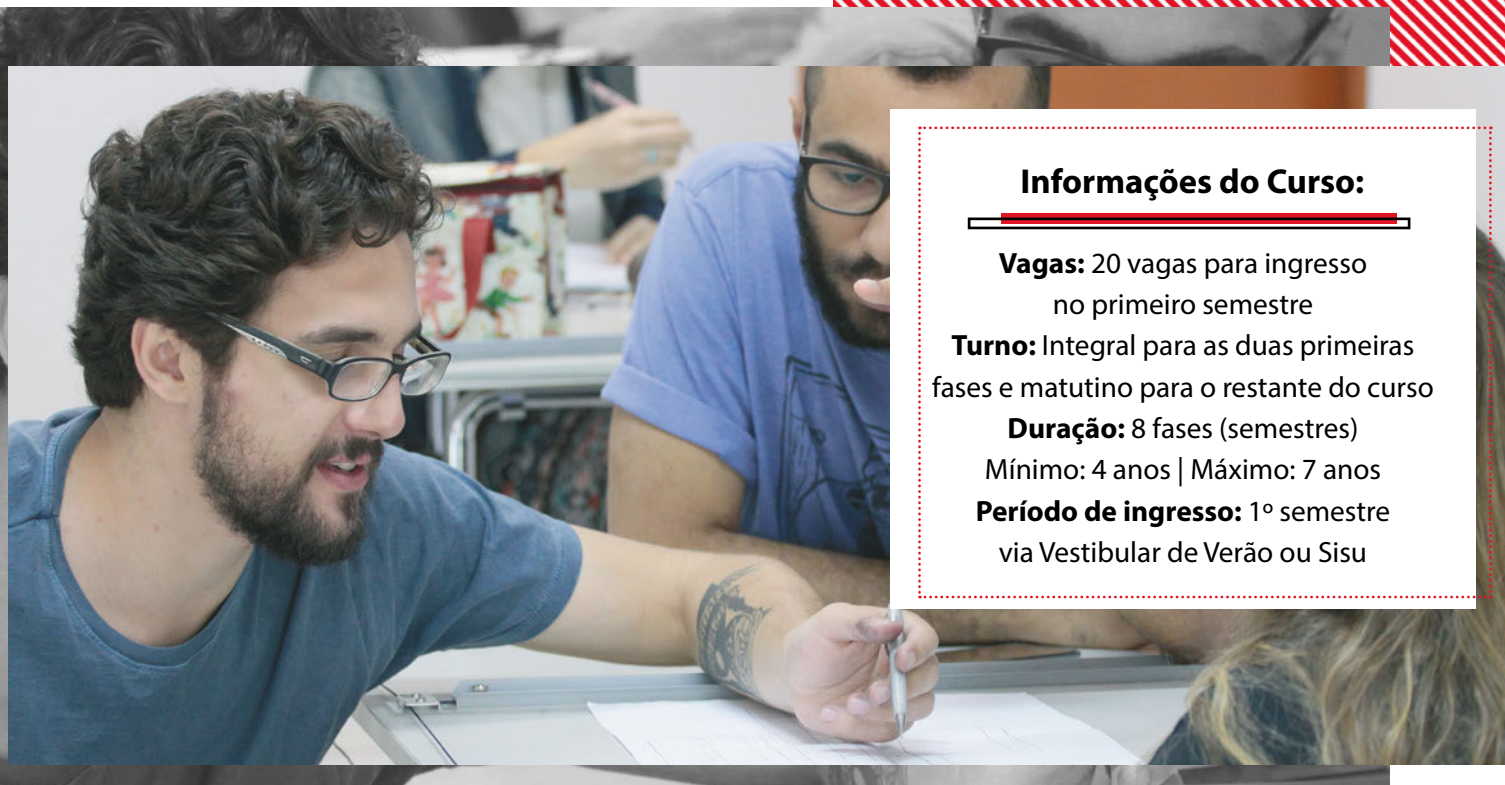 Informações do Curso:
Vagas: 20 vagas para ingresso
no primeiro semestre
Turno: Integral para as duas primeiras
fases e matutino para o restante do curso
Duração: 8 fases (semestres)
Mínimo: 4 anos | Máximo: 7 anos
Período de ingresso: 1º semestre
via Vestibular de Verão ou Sisu